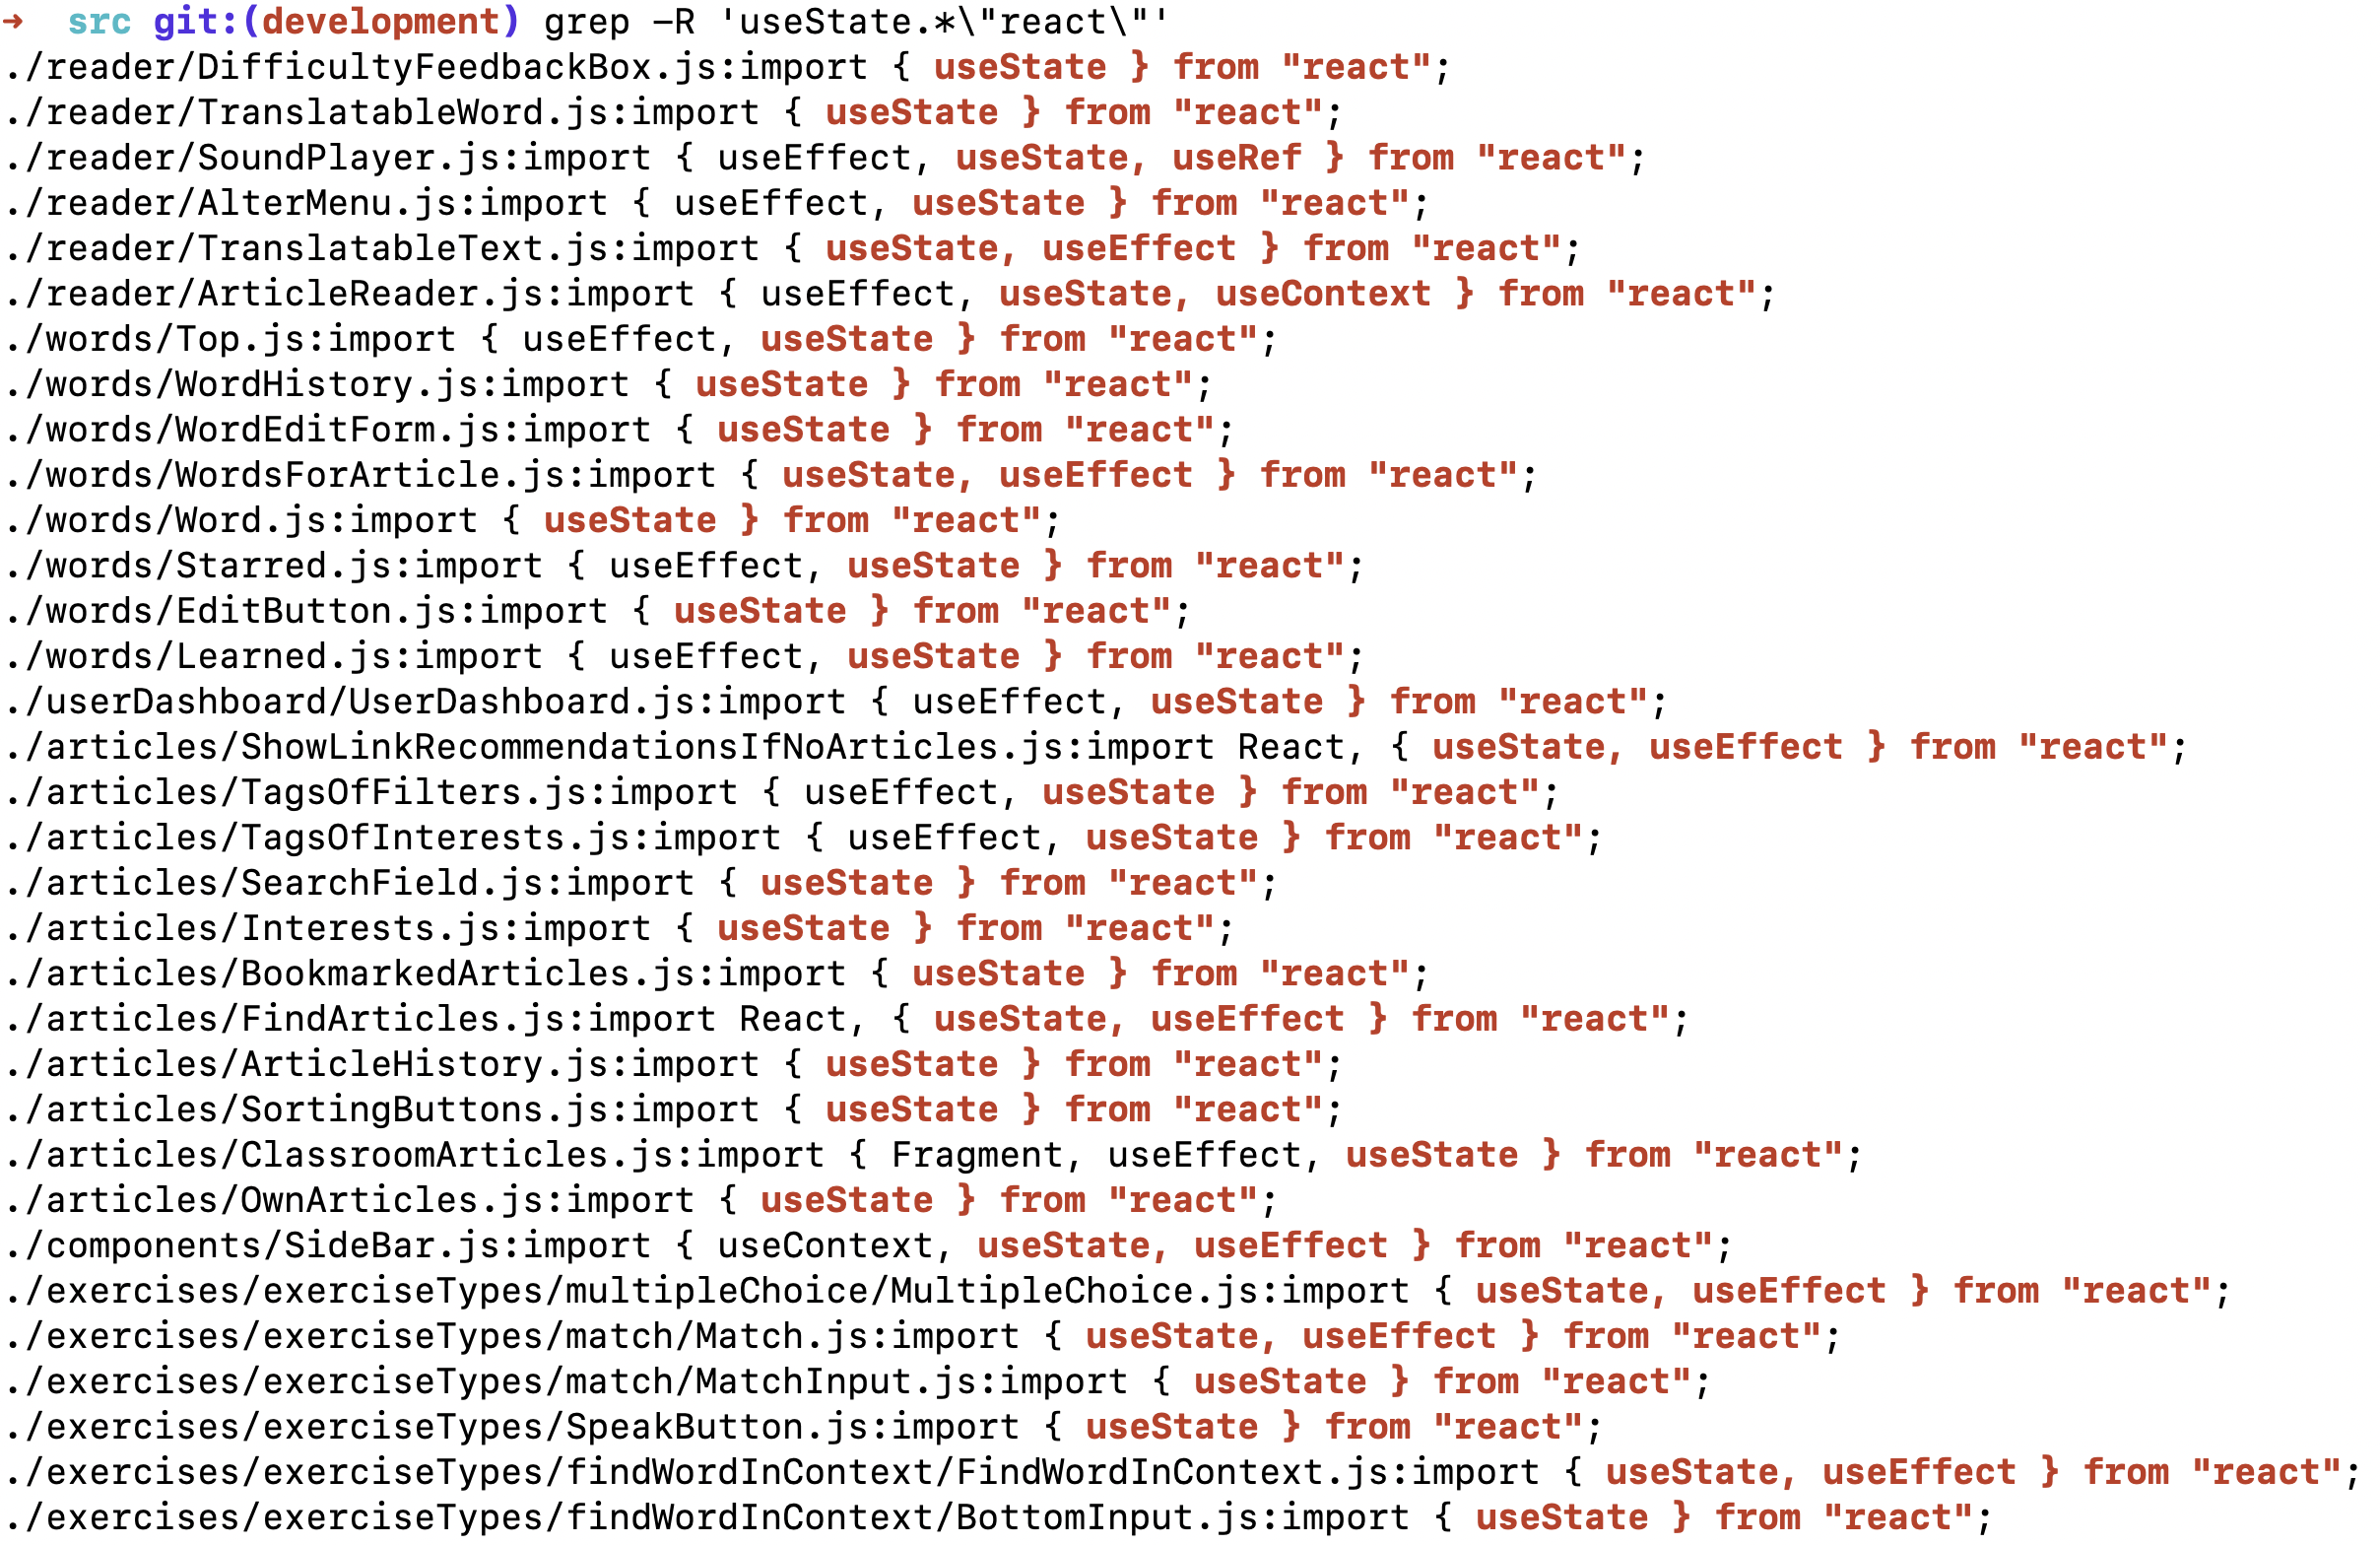 ➜  src git:(development) grep -R 'useState.*\"react\"'
./reader/DifficultyFeedbackBox.js:import { useState } from "react";
./reader/TranslatableWord.js:import { useState } from "react";
./reader/SoundPlayer.js:import { useEffect, useState, useRef } from "react";
./reader/AlterMenu.js:import { useEffect, useState } from "react";
./reader/TranslatableText.js:import { useState, useEffect } from "react";
./reader/ArticleReader.js:import { useEffect, useState, useContext } from "react";
./words/Top.js:import { useEffect, useState } from "react";
./words/WordHistory.js:import { useState } from "react";
./words/WordEditForm.js:import { useState } from "react";
./words/WordsForArticle.js:import { useState, useEffect } from "react";
./words/Word.js:import { useState } from "react";
./words/Starred.js:import { useEffect, useState } from "react";
./words/EditButton.js:import { useState } from "react";
./words/Learned.js:import { useEffect, useState } from "react";
./userDashboard/UserDashboard.js:import { useEffect, useState } from "react";
./articles/ShowLinkRecommendationsIfNoArticles.js:import React, { useState, useEffect } from "react";
./articles/TagsOfFilters.js:import { useEffect, useState } from "react";
./articles/TagsOfInterests.js:import { useEffect, useState } from "react";
./articles/SearchField.js:import { useState } from "react";
./articles/Interests.js:import { useState } from "react";
./articles/BookmarkedArticles.js:import { useState } from "react";
./articles/FindArticles.js:import React, { useState, useEffect } from "react";
./articles/ArticleHistory.js:import { useState } from "react";
./articles/SortingButtons.js:import { useState } from "react";
./articles/ClassroomArticles.js:import { Fragment, useEffect, useState } from "react";
./articles/OwnArticles.js:import { useState } from "react";
./components/SideBar.js:import { useContext, useState, useEffect } from "react";
./exercises/exerciseTypes/multipleChoice/MultipleChoice.js:import { useState, useEffect } from "react";
./exercises/exerciseTypes/match/Match.js:import { useState, useEffect } from "react";
./exercises/exerciseTypes/match/MatchInput.js:import { useState } from "react";
./exercises/exerciseTypes/SpeakButton.js:import { useState } from "react";
./exercises/exerciseTypes/findWordInContext/FindWordInContext.js:import { useState, useEffect } from "react";
./exercises/exerciseTypes/findWordInContext/BottomInput.js:import { useState } from "react";